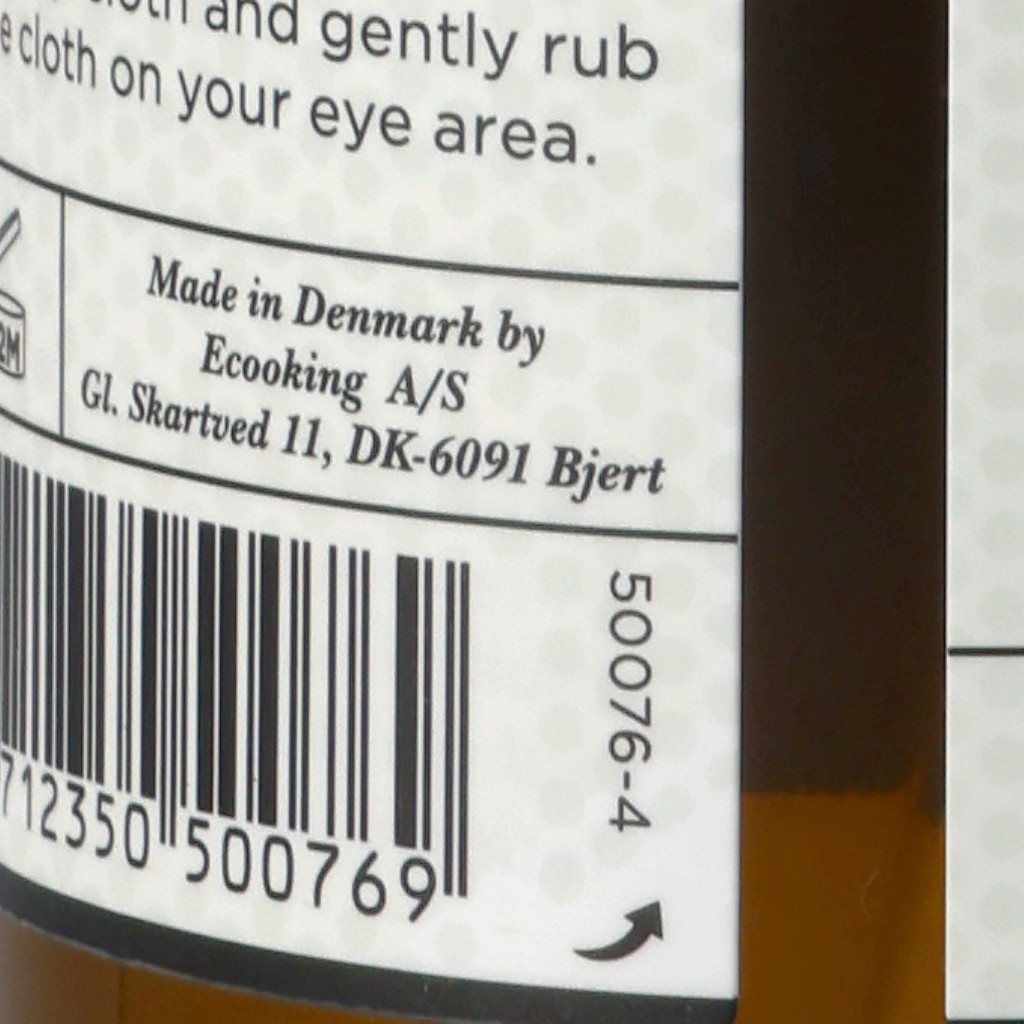 and gently rub
cloth on your eye area.
Made in Denmark by
Ecooking A/S
Gl. Skartved 11, DK-6091 Bjert
50076-4
712350 500769